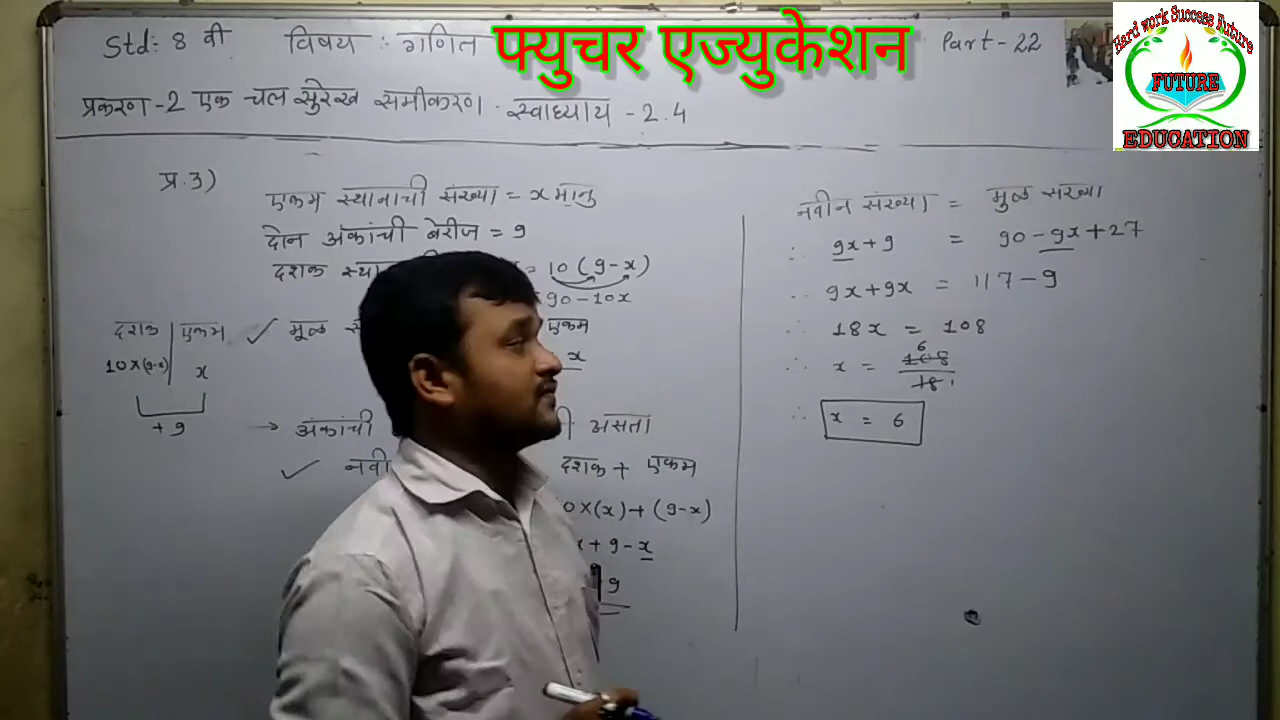 Std: 8 वी विषय : गणित फ्युचर एज्युकेशन Part - 22
Hard work Success Future
FUTURE
EDUCATION
प्रकरण -2 एक चल सुरेख समीकरण . स्वाध्याय - 2.4
प्र.3)
एकम स्थानाची संख्या = x मानु
दोन अंकांची बेरीज = 9
दशक = 10 (9-x)
90 - 10x
दशक | एकम
10×(9-x) x
+ 9
✓ मूळ एकम
x
→ अंकांची असता
✓ दशक + एकम
0×(x) + (9-x)
x + 9 - x
9
नवीन संख्या = मूळ संख्या
∴ 9x + 9 = 90 - 9x + 27
∴ 9x + 9x = 117 - 9
∴ 18x = 108
6
∴ x = 108
18 1
∴ x = 6